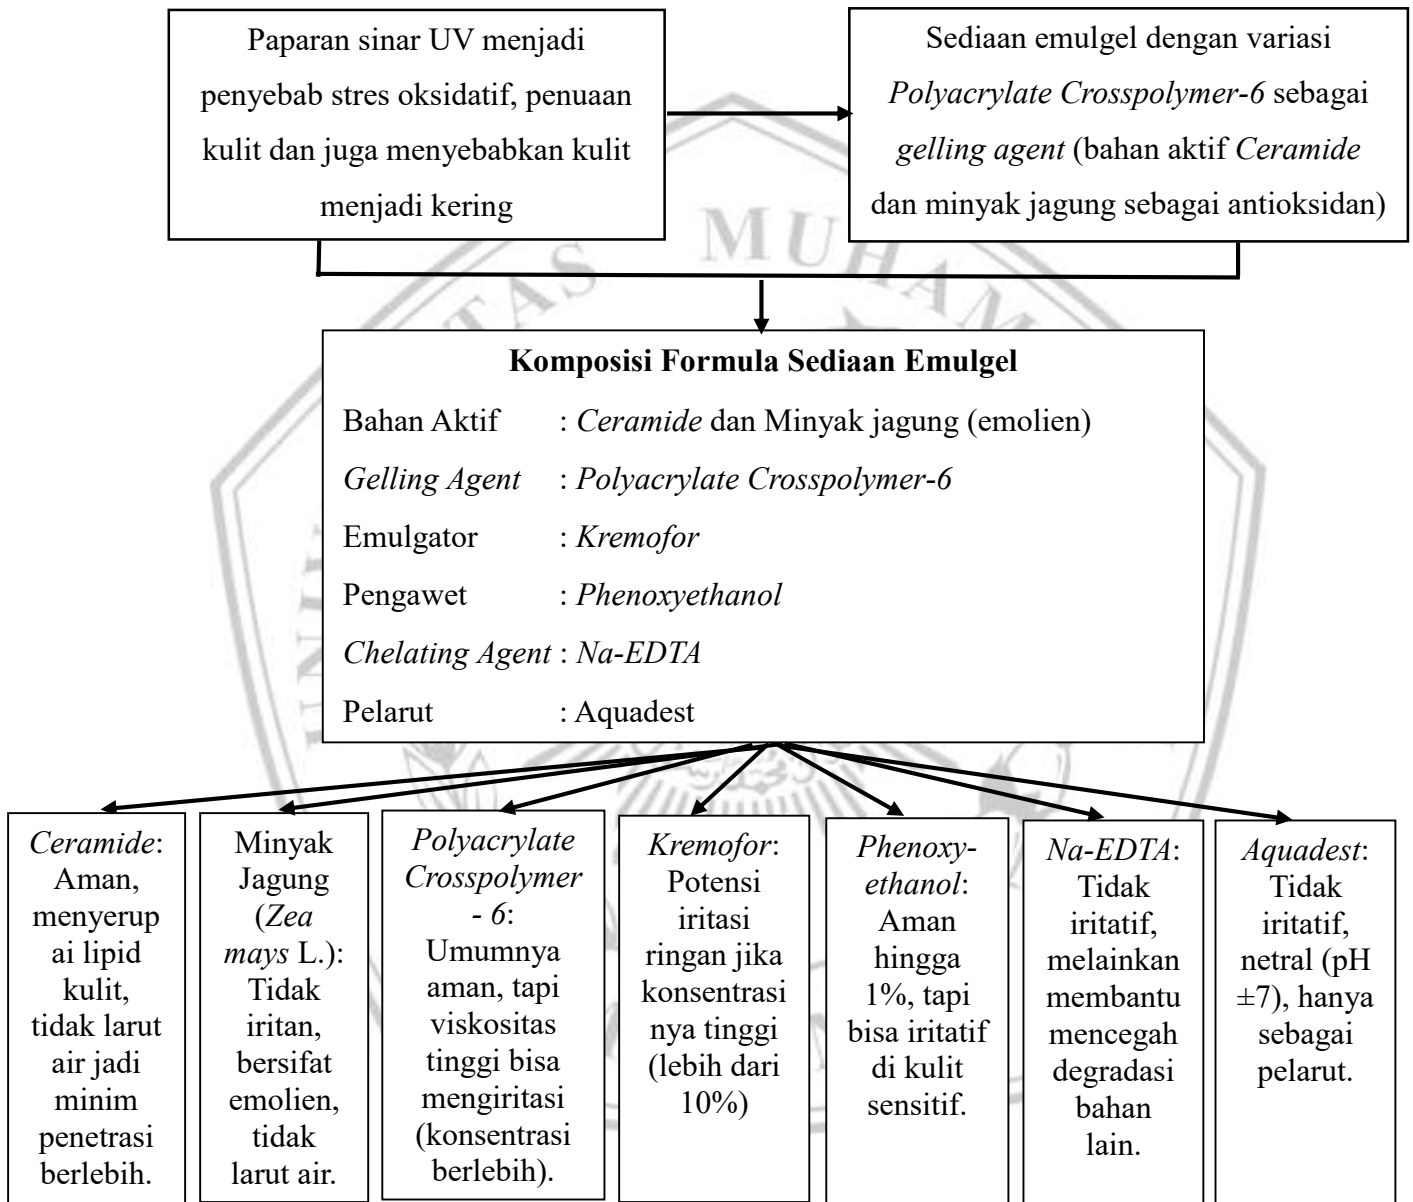 Paparan sinar UV menjadi
penyebab stres oksidatif, penuaan
kulit dan juga menyebabkan kulit
menjadi kering
Sediaan emulgel dengan variasi
Polyacrylate Crosspolymer-6 sebagai
gelling agent (bahan aktif Ceramide
dan minyak jagung sebagai antioksidan)
MUHAM
TAS
UNI
Komposisi Formula Sediaan Emulgel
Bahan Aktif : Ceramide dan Minyak jagung (emolien)
Gelling Agent : Polyacrylate Crosspolymer-6
Emulgator : Kremofor
Pengawet : Phenoxyethanol
Chelating Agent : Na-EDTA
Pelarut : Aquadest
Ceramide:
Aman,
menyerup
ai lipid
kulit,
tidak larut
air jadi
minim
penetrasi
berlebih.
Minyak
Jagung
(Zea
mays L.):
Tidak
iritan,
bersifat
emolien,
tidak
larut air.
Polyacrylate
Crosspolymer
- 6:
Umumnya
aman, tapi
viskositas
tinggi bisa
mengiritasi
(konsentrasi
berlebih).
Kremofor:
Potensi
iritasi
ringan jika
konsentrasi
nya tinggi
(lebih dari
10%)
Phenoxy-
ethanol:
Aman
hingga
1%, tapi
bisa iritatif
di kulit
sensitif.
Na-EDTA:
Tidak
iritatif,
melainkan
membantu
mencegah
degradasi
bahan
lain.
Aquadest:
Tidak
iritatif,
netral (pH
±7), hanya
sebagai
pelarut.